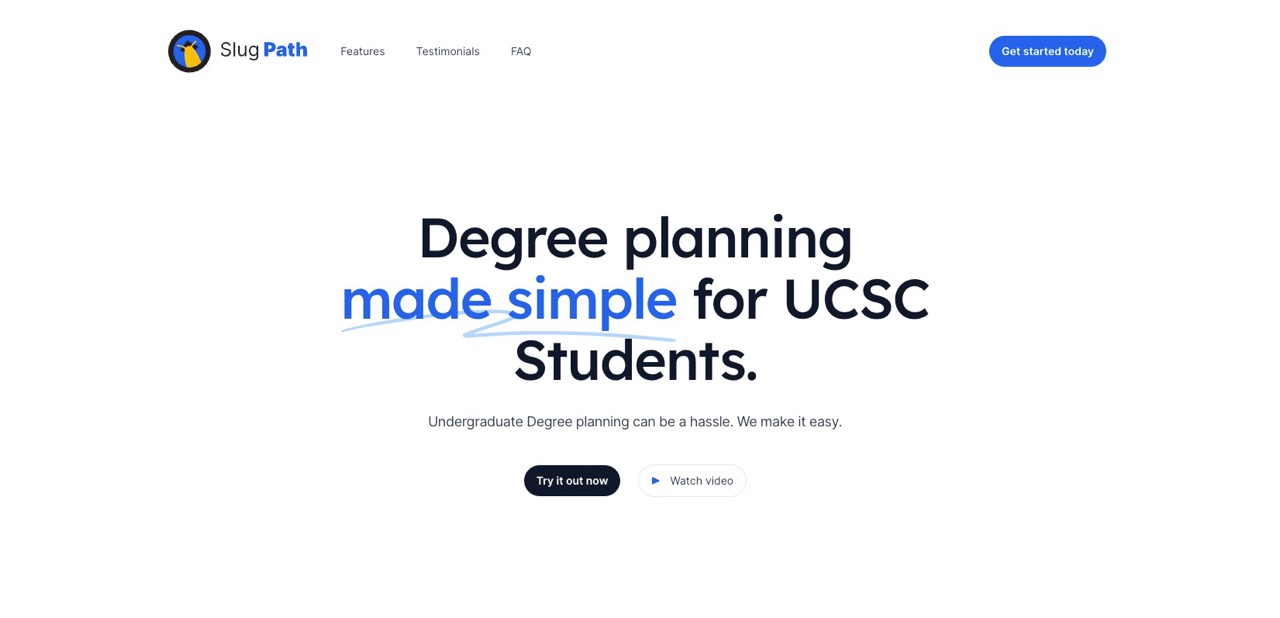 Slug Path
Features
Testimonials
FAQ
Get started today
Degree planning
made simple for UCSC
Students.
Undergraduate Degree planning can be a hassle. We make it easy.
Try it out now
Watch video